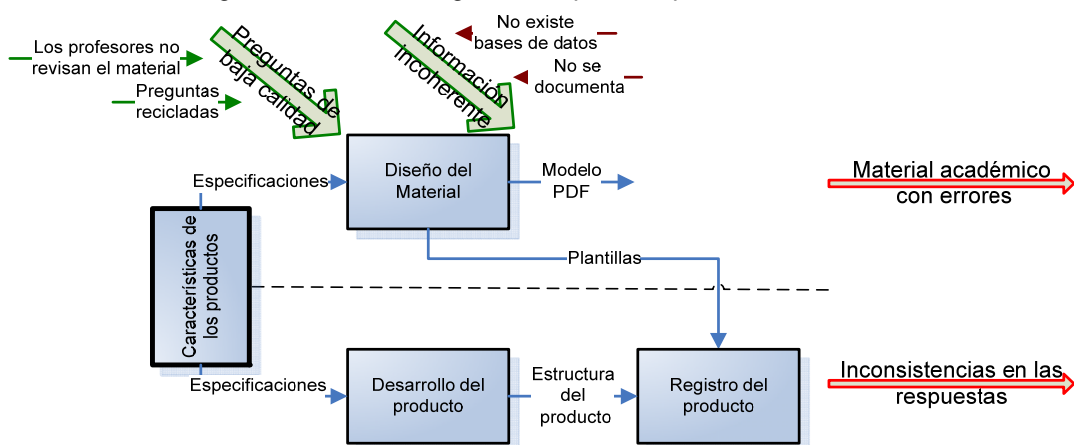 Los profesores no
revisan el material
Preguntas
recicladas
Preguntas de
baja calidad
Información
incoherente
No existe
bases de datos
No se
documenta
Especificaciones
Diseño del
Material
Modelo
PDF
Material académico
con errores
Características de
los productos
Plantillas
Especificaciones
Desarrollo del
producto
Estructura
del
producto
Registro del
producto
Inconsistencias en las
respuestas